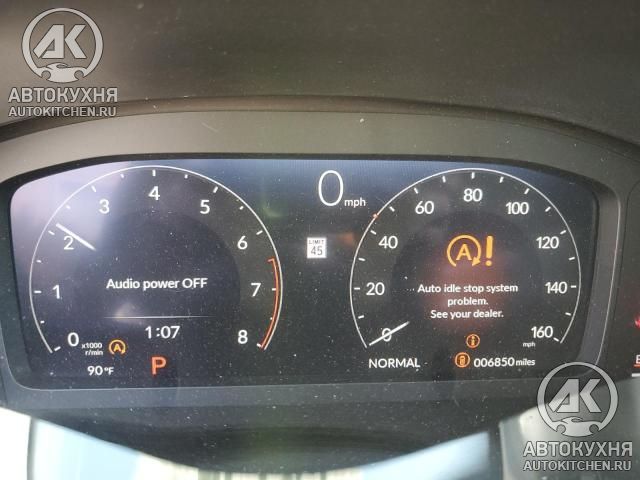 AK
АВТОКУХНЯ
AUTOKITCHEN.RU
0 mph
LIMIT
45
0 1 2 3 4 5 6 7 8
x1000
r/min
Audio power OFF
1:07
A
90°F
P
0 20 40 60 80 100 120 140 160
mph
A!
Auto idle stop system
problem.
See your dealer.
i
NORMAL
006850 miles
AK
АВТОКУХНЯ
AUTOKITCHEN.RU